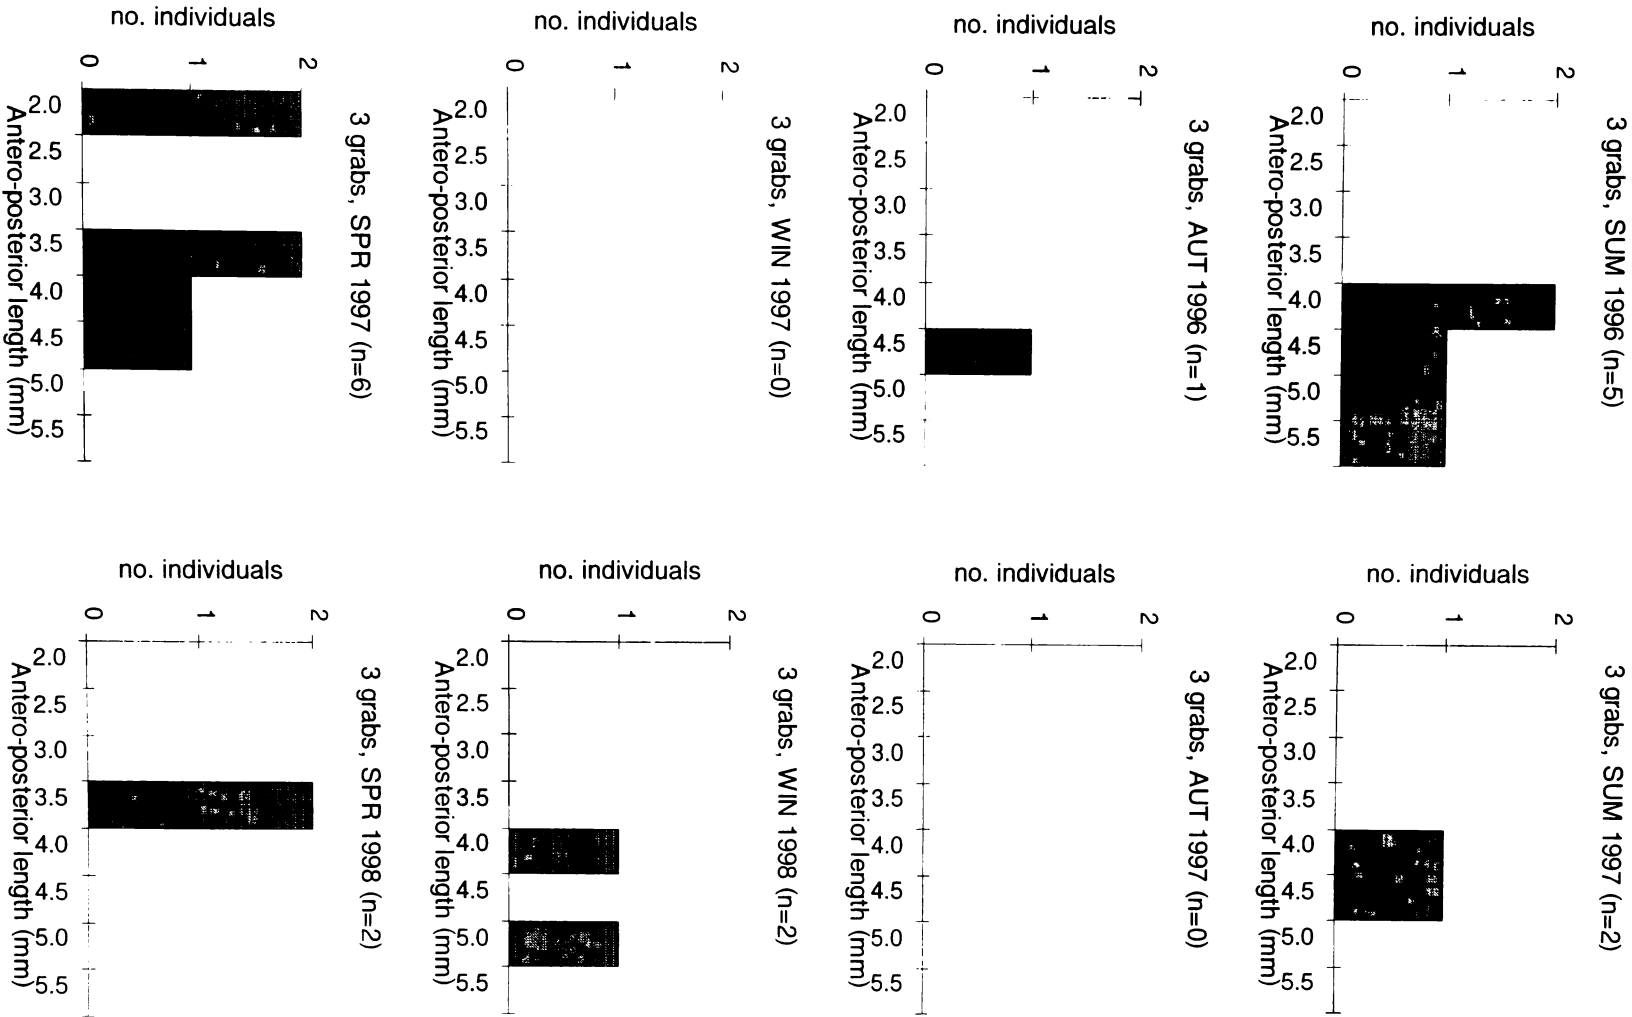 3 grabs, SUM 1996 (n=5)
no. individuals
2
1
0
2.0 2.5 3.0 3.5 4.0 4.5 5.0 5.5
Antero-posterior length (mm)
3 grabs, SUM 1997 (n=2)
no. individuals
2
1
0
2.0 2.5 3.0 3.5 4.0 4.5 5.0 5.5
Antero-posterior length (mm)
3 grabs, AUT 1996 (n=1)
no. individuals
2
1
0
2.0 2.5 3.0 3.5 4.0 4.5 5.0 5.5
Antero-posterior length (mm)
3 grabs, AUT 1997 (n=0)
no. individuals
2
1
0
2.0 2.5 3.0 3.5 4.0 4.5 5.0 5.5
Antero-posterior length (mm)
3 grabs, WIN 1997 (n=0)
no. individuals
2
1
0
2.0 2.5 3.0 3.5 4.0 4.5 5.0 5.5
Antero-posterior length (mm)
3 grabs, WIN 1998 (n=2)
no. individuals
2
1
0
2.0 2.5 3.0 3.5 4.0 4.5 5.0 5.5
Antero-posterior length (mm)
3 grabs, SPR 1997 (n=6)
no. individuals
2
1
0
2.0 2.5 3.0 3.5 4.0 4.5 5.0 5.5
Antero-posterior length (mm)
3 grabs, SPR 1998 (n=2)
no. individuals
2
1
0
2.0 2.5 3.0 3.5 4.0 4.5 5.0 5.5
Antero-posterior length (mm)